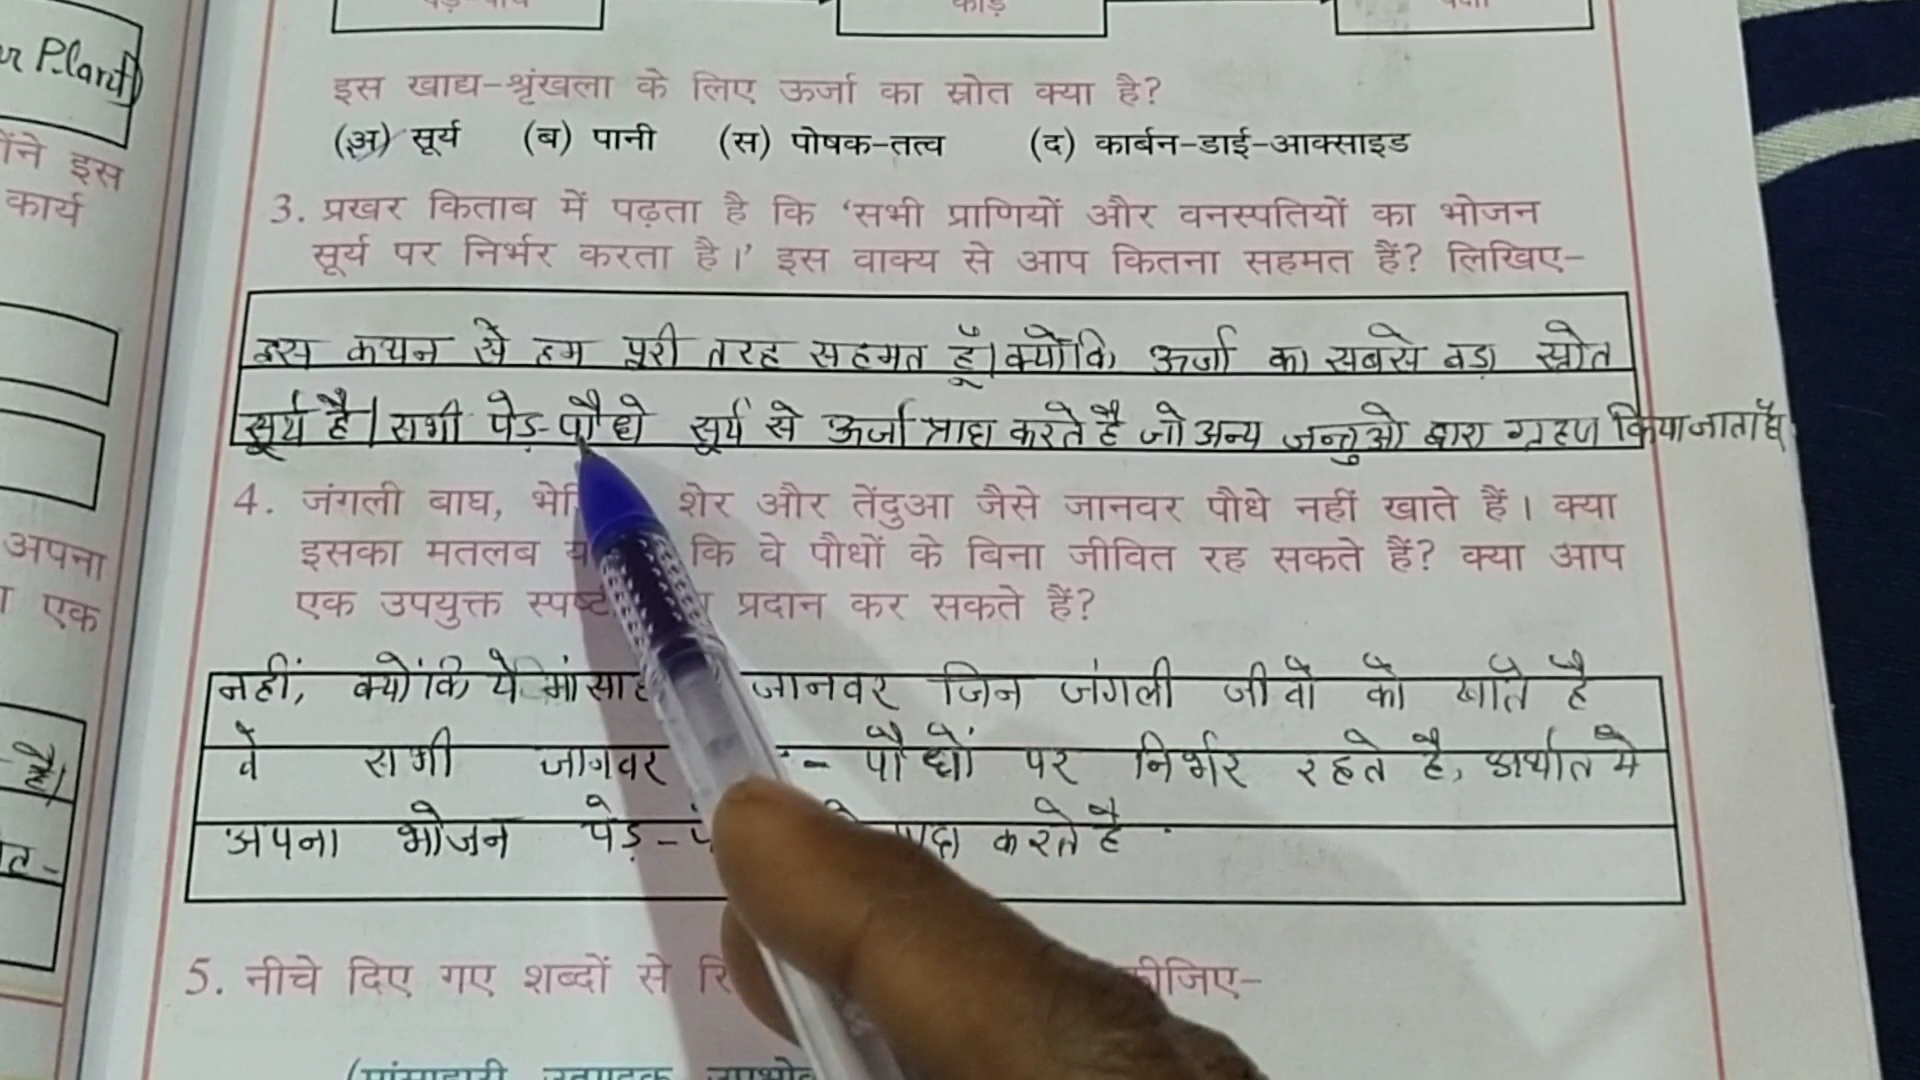 r Plant
कीड़े
इस खाद्य-श्रृंखला के लिए ऊर्जा का स्रोत क्या है?
(अ) सूर्य (ब) पानी (स) पोषक-तत्व (द) कार्बन-डाई-आक्साइड
ोंने इस
कार्य
3. प्रखर किताब में पढ़ता है कि 'सभी प्राणियों और वनस्पतियों का भोजन
सूर्य पर निर्भर करता है।' इस वाक्य से आप कितना सहमत हैं? लिखिए-
इस कथन से हम पूरी तरह सहमत हूँ। क्योकि ऊर्जा का सबसे बड़ा स्रोत
सूर्य है। सभी पेड़-पौधे सूर्य से ऊर्जा प्राप्त करते है जो अन्य जन्तुओ द्वारा ग्रहण किया जाता है
4. जंगली बाघ, शेर और तेंदुआ जैसे जानवर पौधे नहीं खाते हैं। क्या
इसका मतलब कि वे पौधों के बिना जीवित रह सकते हैं? क्या आप
एक उपयुक्त प्रदान कर सकते हैं?
अपना
एक
नहीं, क्योंकि ये मांसाह जानवर जिन जंगली जीवो को खाते है
वे सभी जानवर - पौधों पर निर्भर रहते है, अर्थात मे
अपना भोजन पेड़- करते है
है।
5. नीचे दिए गए शब्दों से कीजिए-
(मांसाहारी उत्पादक